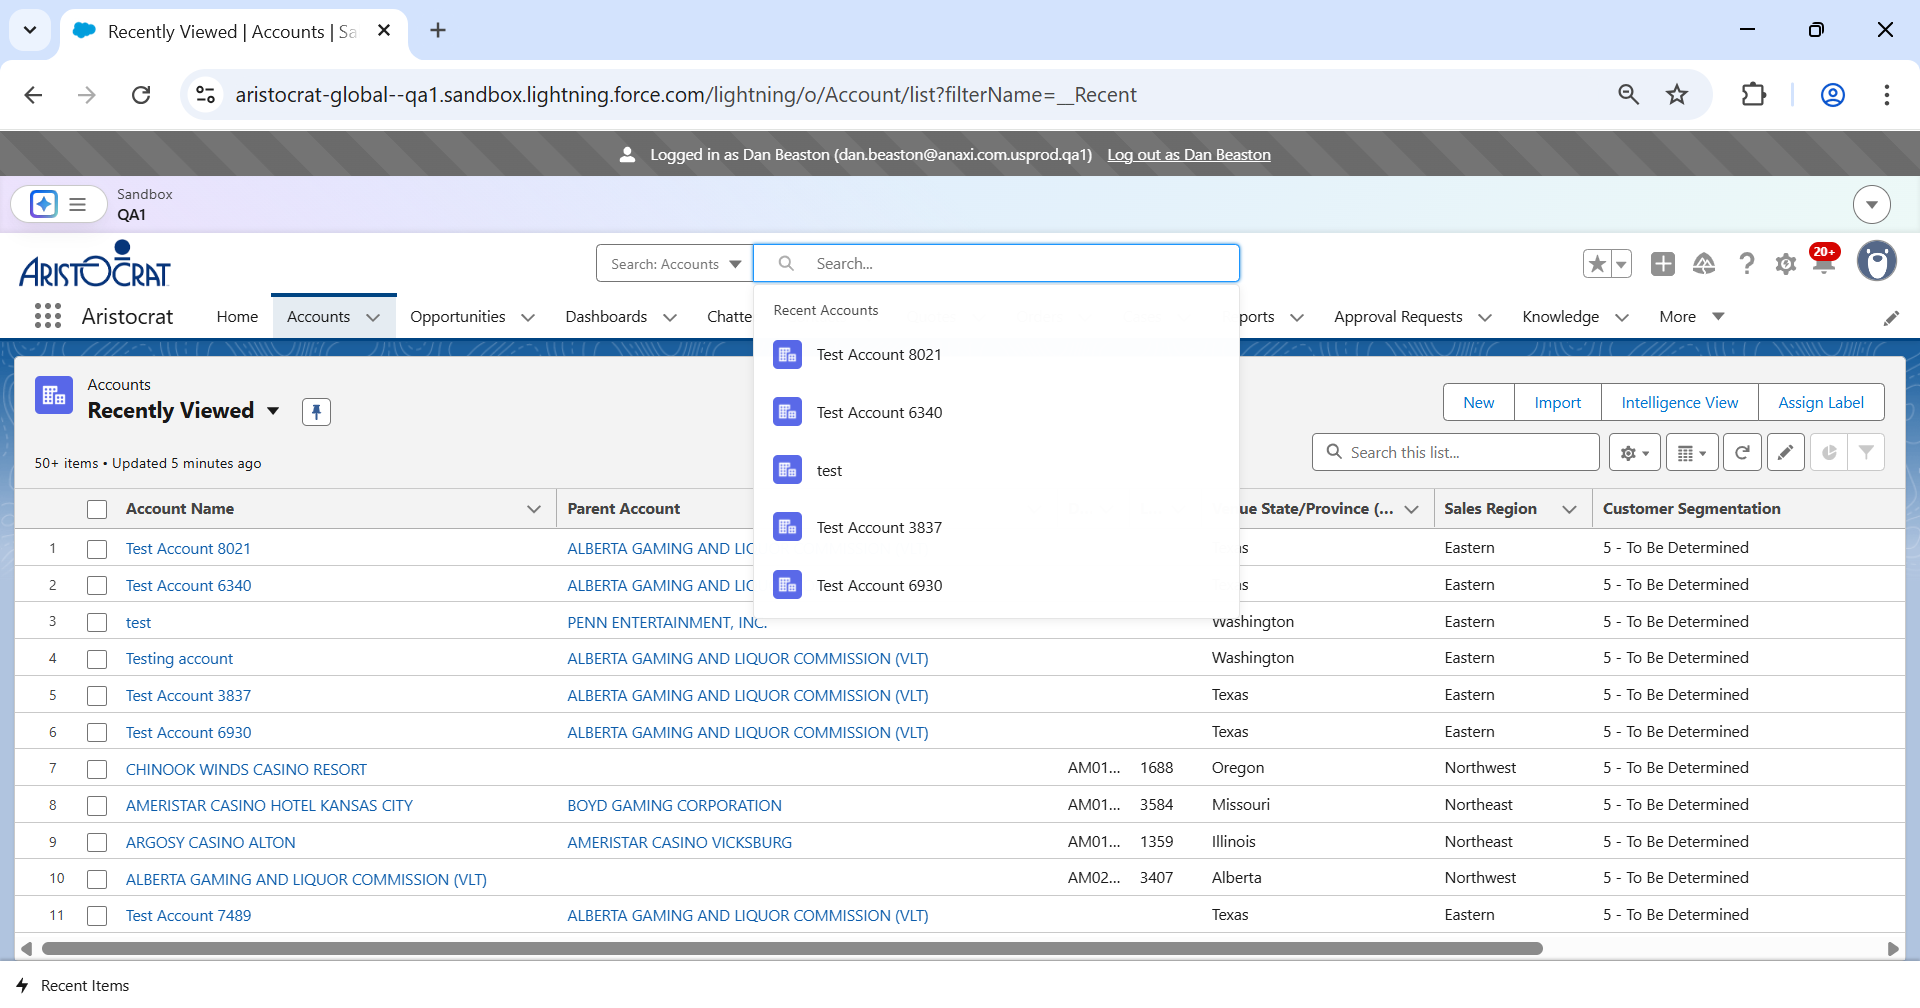 Recently Viewed | Accounts | Sa
aristocrat-global--qa1.sandbox.lightning.force.com/lightning/o/Account/list?filterName=__Recent
Logged in as Dan Beaston (dan.beaston@anaxi.com.usprod.qa1) Log out as Dan Beaston
Sandbox
QA1
ARISTOCRAT
Search: Accounts
Search...
20+
Aristocrat
Home
Accounts
Opportunities
Dashboards
Chatte
ports
Approval Requests
Knowledge
More
Recent Accounts
Test Account 8021
Test Account 6340
test
Test Account 3837
Test Account 6930
Accounts
Recently Viewed
New
Import
Intelligence View
Assign Label
50+ items • Updated 5 minutes ago
Search this list...
Account Name Parent Account ue State/Province (... Sales Region Customer Segmentation
1 Test Account 8021 ALBERTA GAMING AND LIC as Eastern 5 - To Be Determined
2 Test Account 6340 ALBERTA GAMING AND LIC as Eastern 5 - To Be Determined
3 test PENN ENTERTAINMENT, INC. Washington Eastern 5 - To Be Determined
4 Testing account ALBERTA GAMING AND LIQUOR COMMISSION (VLT) Washington Eastern 5 - To Be Determined
5 Test Account 3837 ALBERTA GAMING AND LIQUOR COMMISSION (VLT) Texas Eastern 5 - To Be Determined
6 Test Account 6930 ALBERTA GAMING AND LIQUOR COMMISSION (VLT) Texas Eastern 5 - To Be Determined
7 CHINOOK WINDS CASINO RESORT AM01... 1688 Oregon Northwest 5 - To Be Determined
8 AMERISTAR CASINO HOTEL KANSAS CITY BOYD GAMING CORPORATION AM01... 3584 Missouri Northeast 5 - To Be Determined
9 ARGOSY CASINO ALTON AMERISTAR CASINO VICKSBURG AM01... 1359 Illinois Northeast 5 - To Be Determined
10 ALBERTA GAMING AND LIQUOR COMMISSION (VLT) AM02... 3407 Alberta Northwest 5 - To Be Determined
11 Test Account 7489 ALBERTA GAMING AND LIQUOR COMMISSION (VLT) Texas Eastern 5 - To Be Determined
Recent Items